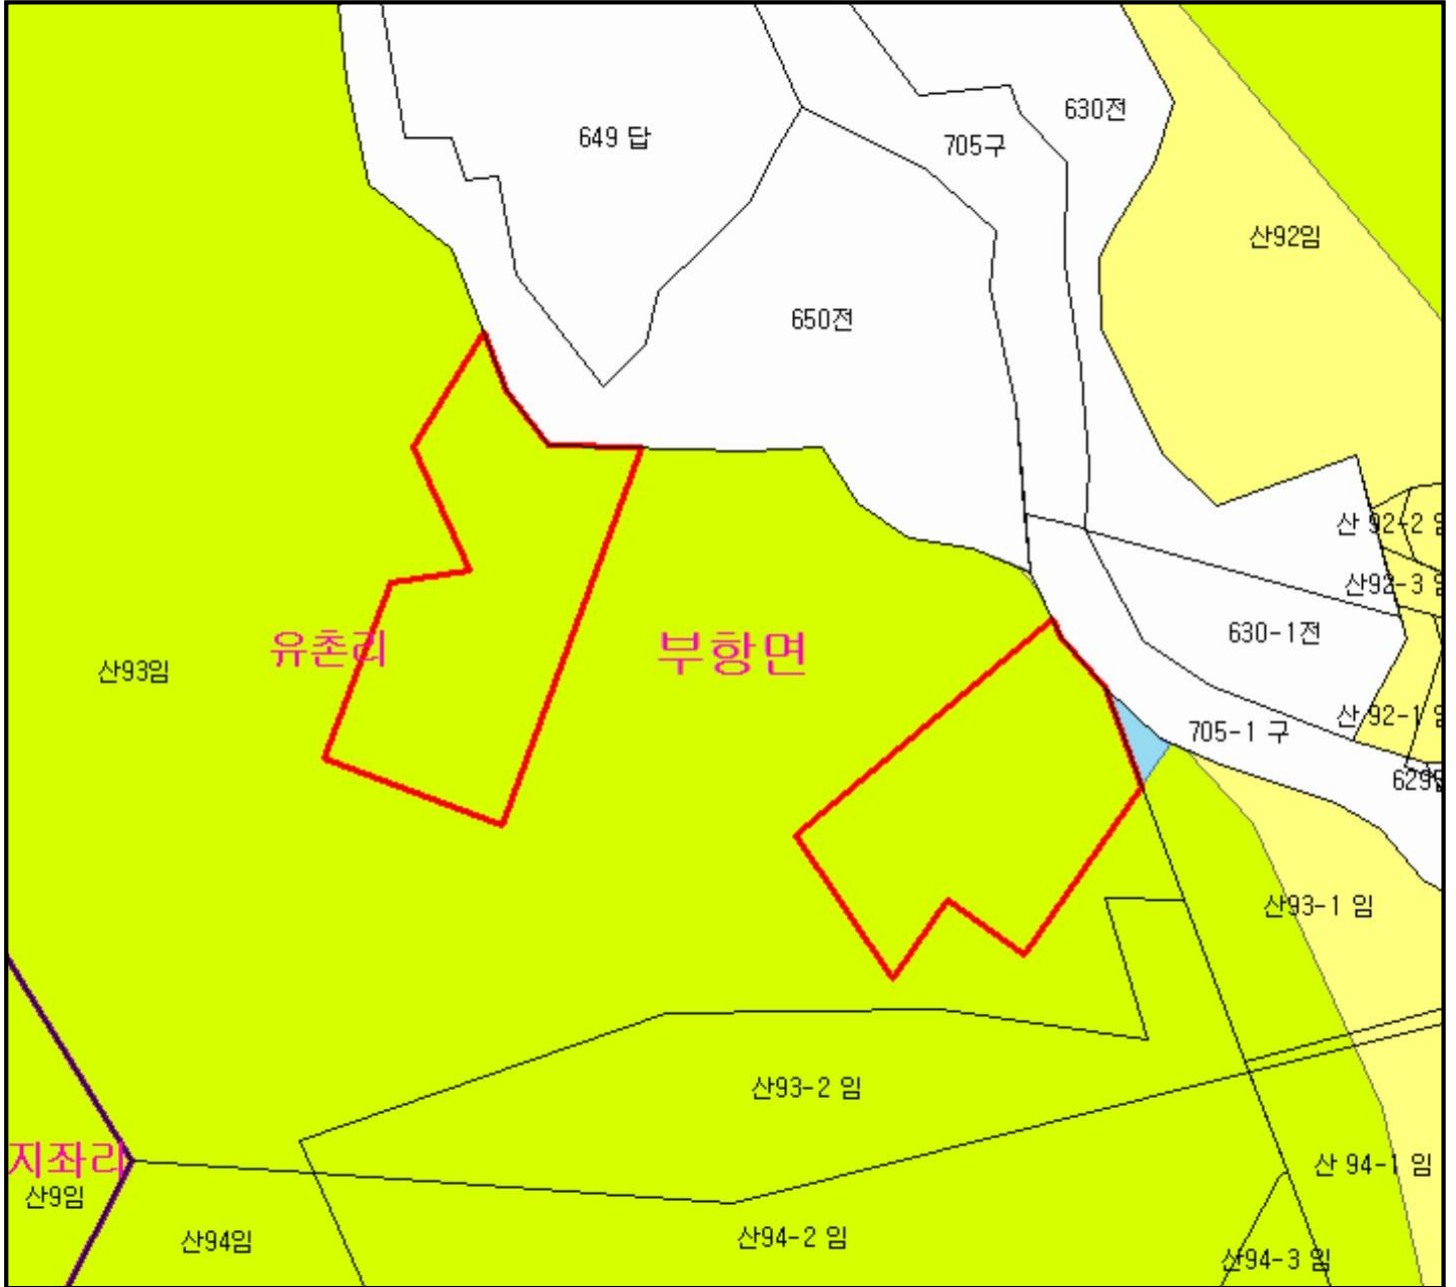 630전
649 답
705구
산92임
650전
산 92-2
산92-3
630-1전
유촌리
부항면
산93임
산 92-1
705-1 구
629
산93-1 임
산93-2 임
지좌리
산 94-1 임
산9임
산94임
산94-2 임
산94-3 임